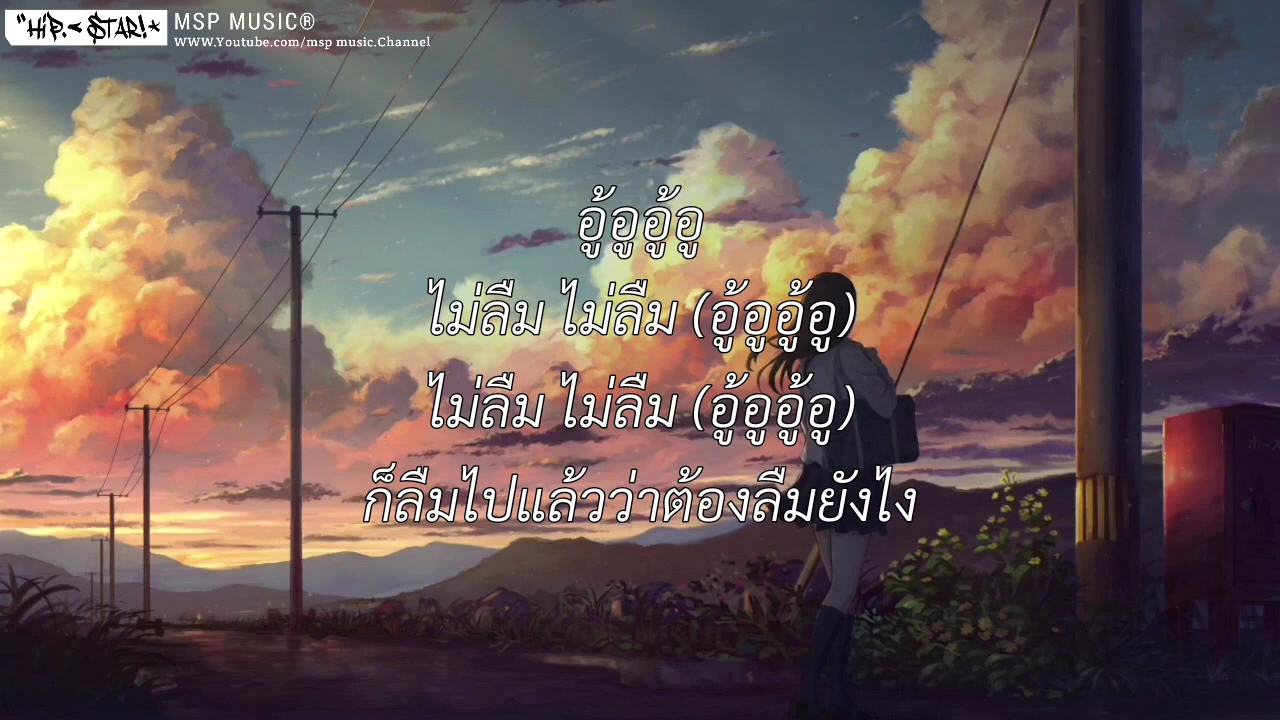 "HIP.< STAR!*
MSP MUSIC®
WWW.Youtube.com/msp music.Channel
อู้อูอู้อู
ไม่ลืม ไม่ลืม (อู้อูอู้อู)
ไม่ลืม ไม่ลืม (อู้อูอู้อู)
ก็ลืมไปแล้วว่าต้องลืมยังไง